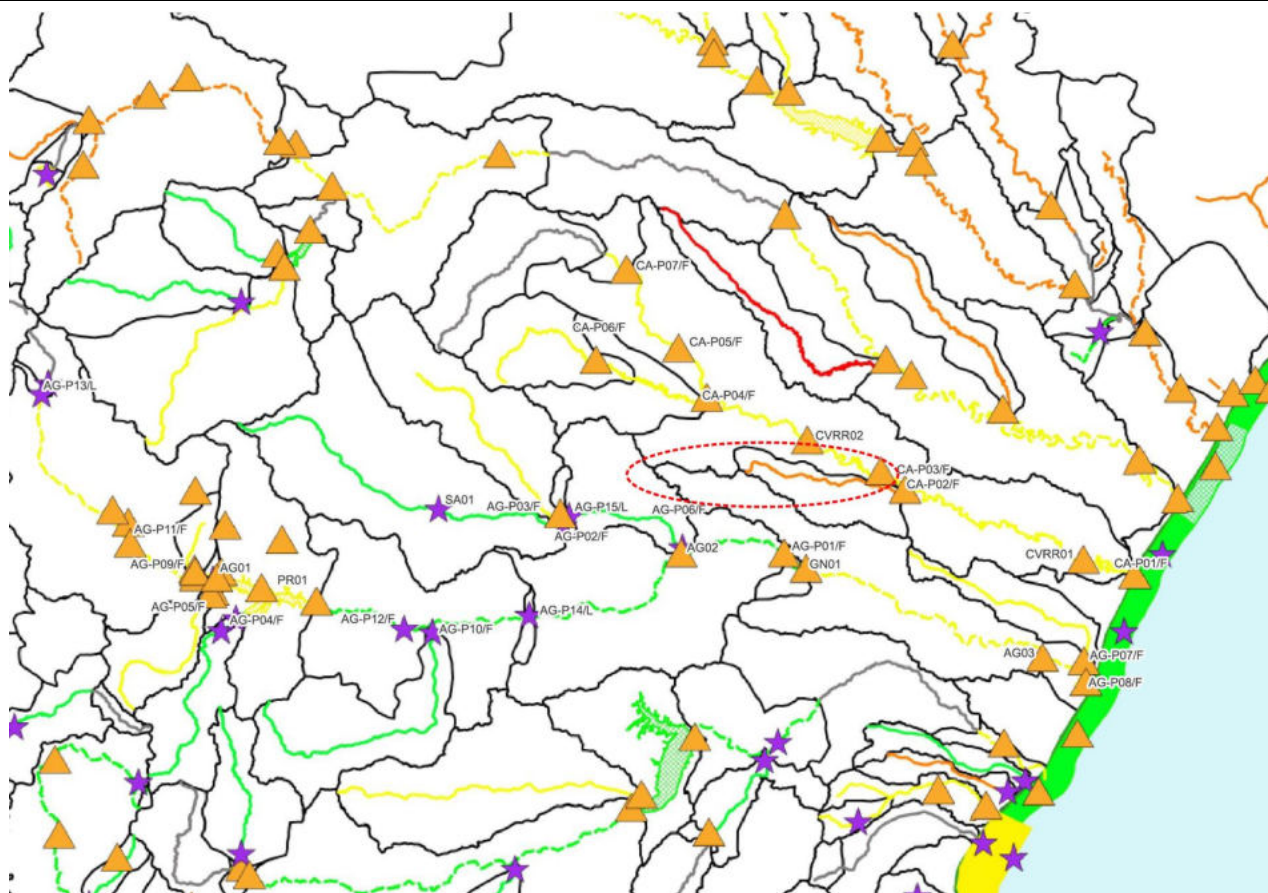 CA-P07/F
CA-P06/F
CA-P05/F
AG-P13/L
CA-P04/F
CVRR02
CA-P03/F
CA-P02/F
SA01
AG-P03/F
AG-P15/L
AG-P06/F
AG-P02/F
AG-P11/F
AG02
AG-P01/F
CVRR01
CA-P01/F
AG-P09/F
AG01
GN01
PR01
AG-P05/F
AG-P04/F
AG-P12/F
AG-P10/F
AG-P14/L
AG03
AG-P07/F
AG-P08/F